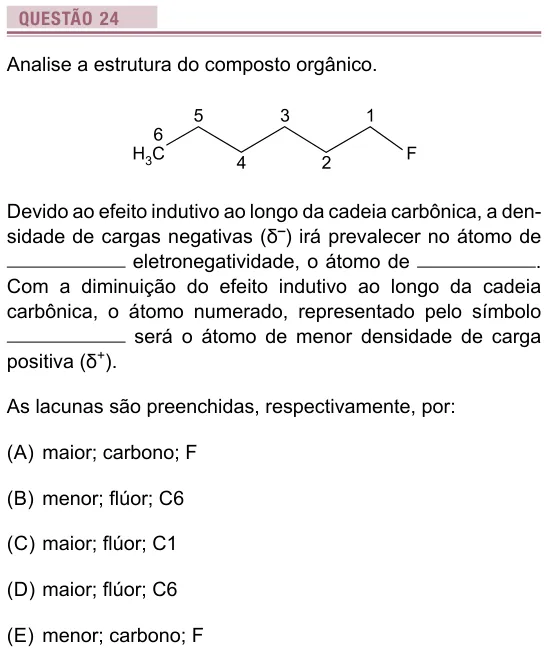 QUESTÃO 24
Analise a estrutura do composto orgânico.
5 3 1
6
H₃C F
4 2
Devido ao efeito indutivo ao longo da cadeia carbônica, a den-
sidade de cargas negativas (δ⁻) irá prevalecer no átomo de
____________ eletronegatividade, o átomo de ____________.
Com a diminuição do efeito indutivo ao longo da cadeia
carbônica, o átomo numerado, representado pelo símbolo
____________ será o átomo de menor densidade de carga
positiva (δ⁺).
As lacunas são preenchidas, respectivamente, por:
(A) maior; carbono; F
(B) menor; flúor; C6
(C) maior; flúor; C1
(D) maior; flúor; C6
(E) menor; carbono; F